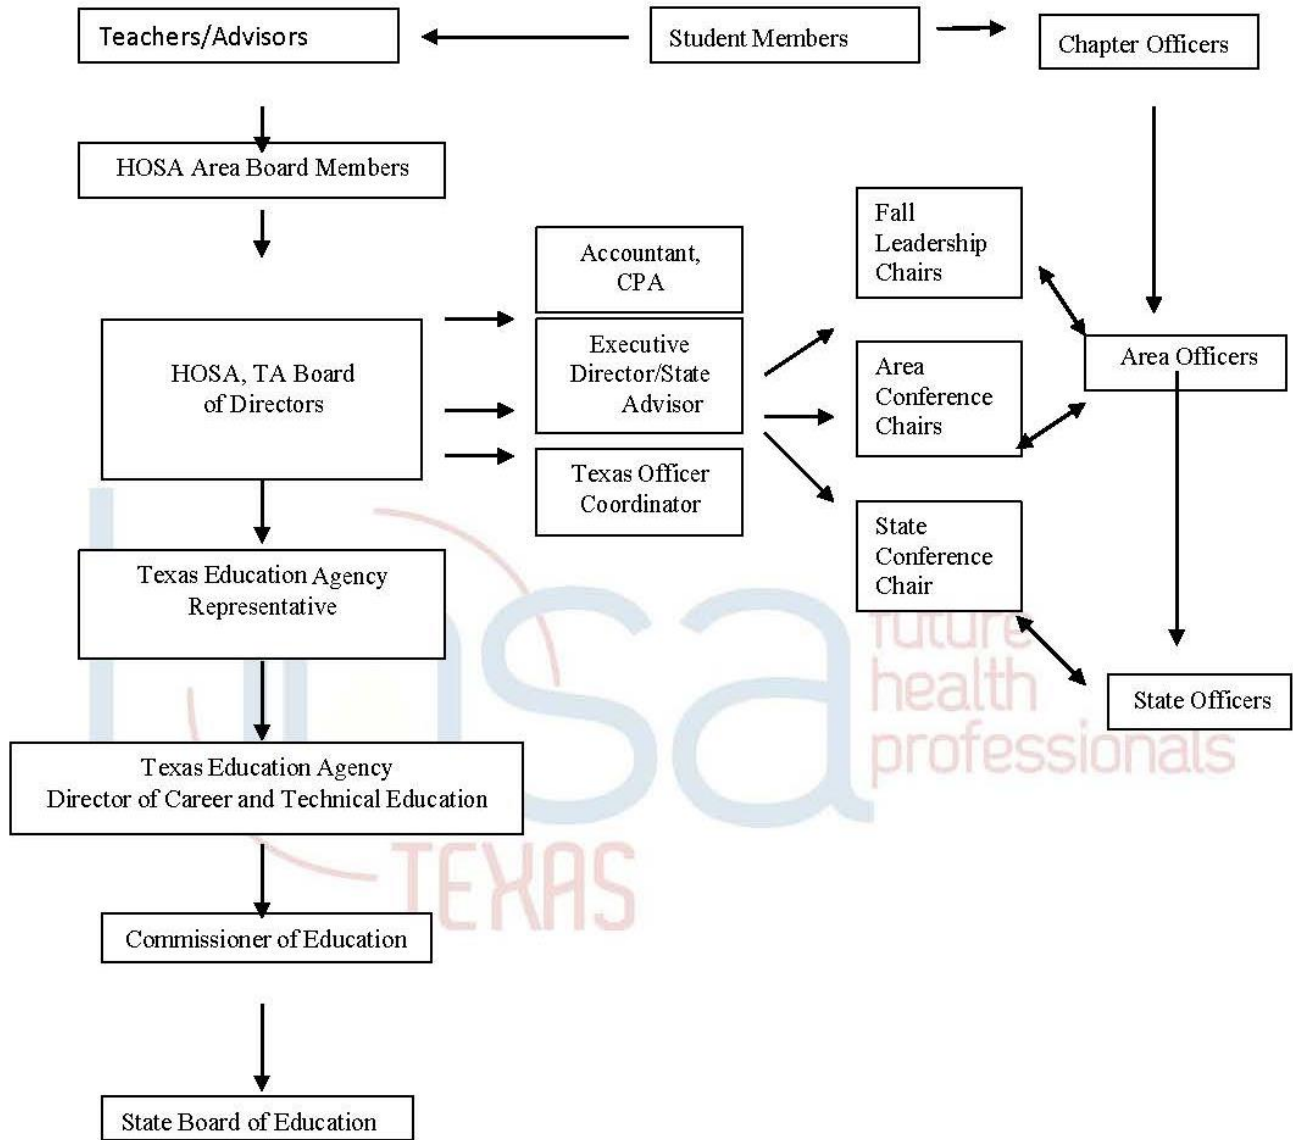 Teachers/Advisors
Student Members
Chapter Officers
HOSA Area Board Members
Fall
Leadership
Chairs
Accountant,
CPA
HOSA, TA Board
of Directors
Executive
Director/State
Advisor
Area
Conference
Chairs
Area Officers
Texas Officer
Coordinator
State
Conference
Chair
Texas Education Agency
Representative
State Officers
Texas Education Agency
Director of Career and Technical Education
Commissioner of Education
State Board of Education
hosa
future
health
professionals
TEXAS